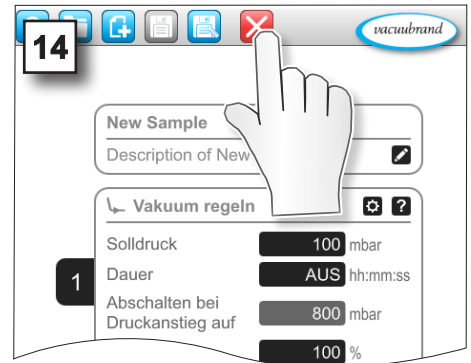 14
vacuubrand
New Sample
Description of New
Vakuum regeln
?
Solldruck 100 mbar
1
Dauer AUS hh:mm:ss
Abschalten bei
Druckanstieg auf 800 mbar
100 %